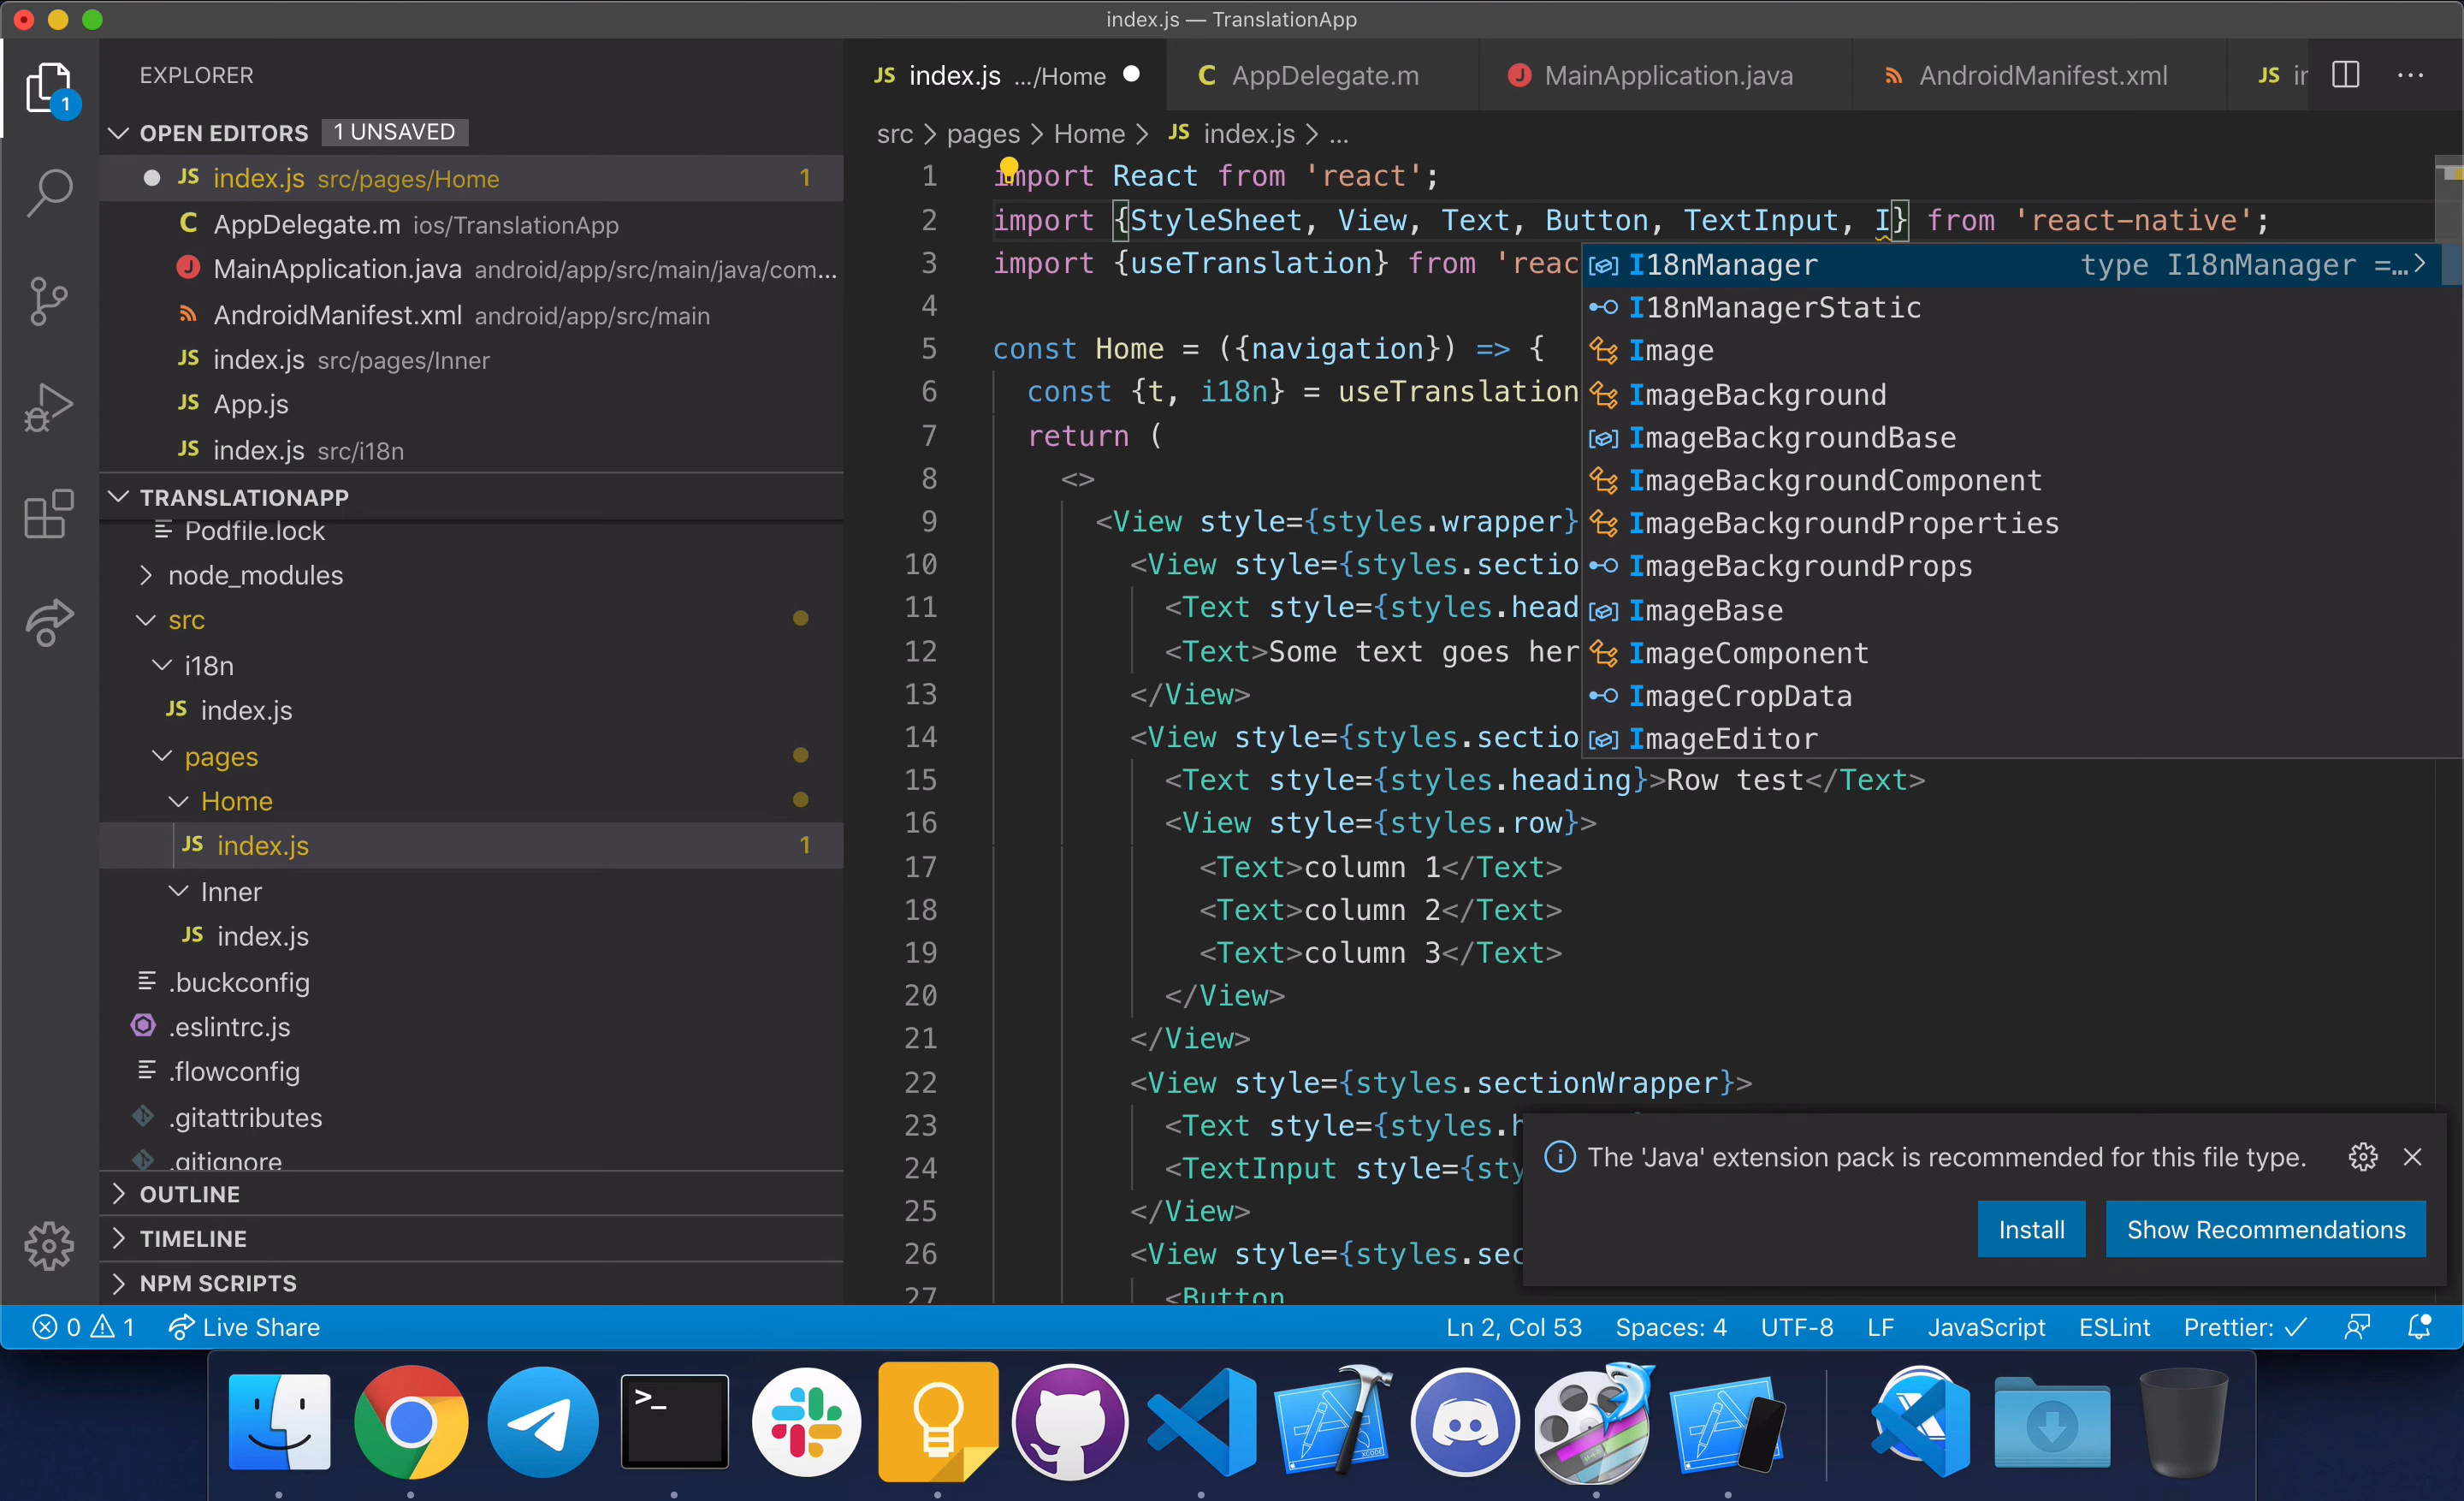 index.js — TranslationApp
EXPLORER
OPEN EDITORS 1 UNSAVED
JS index.js src/pages/Home 1
C AppDelegate.m ios/TranslationApp
J MainApplication.java android/app/src/main/java/com...
AndroidManifest.xml android/app/src/main
JS index.js src/pages/Inner
JS App.js
JS index.js src/i18n
TRANSLATIONAPP
Podfile.lock
node_modules
src
i18n
JS index.js
pages
Home
JS index.js 1
Inner
JS index.js
.buckconfig
.eslintrc.js
.flowconfig
.gitattributes
.gitignore
OUTLINE
TIMELINE
NPM SCRIPTS
1
JS index.js .../Home
C AppDelegate.m
J MainApplication.java
AndroidManifest.xml
JS
src > pages > Home > JS index.js > ...
1 import React from 'react';
2 import {StyleSheet, View, Text, Button, TextInput, I} from 'react-native';
3 import {useTranslation} from 'reac
4
5 const Home = ({navigation}) => {
6 const {t, i18n} = useTranslation
7 return (
8 <>
9 <View style={styles.wrapper}
10 <View style={styles.sectio
11 <Text style={styles.head
12 <Text>Some text goes her
13 </View>
14 <View style={styles.sectio
15 <Text style={styles.heading}>Row test</Text>
16 <View style={styles.row}>
17 <Text>column 1</Text>
18 <Text>column 2</Text>
19 <Text>column 3</Text>
20 </View>
21 </View>
22 <View style={styles.sectionWrapper}>
23 <Text style={styles.h
24 <TextInput style={sty
25 </View>
26 <View style={styles.sec
27 <Button
I18nManager type I18nManager =…
I18nManagerStatic
Image
ImageBackground
ImageBackgroundBase
ImageBackgroundComponent
ImageBackgroundProperties
ImageBackgroundProps
ImageBase
ImageComponent
ImageCropData
ImageEditor
The 'Java' extension pack is recommended for this file type.
Install
Show Recommendations
0 1 Live Share
Ln 2, Col 53 Spaces: 4 UTF-8 LF JavaScript ESLint Prettier: ✓
>_
XCODE